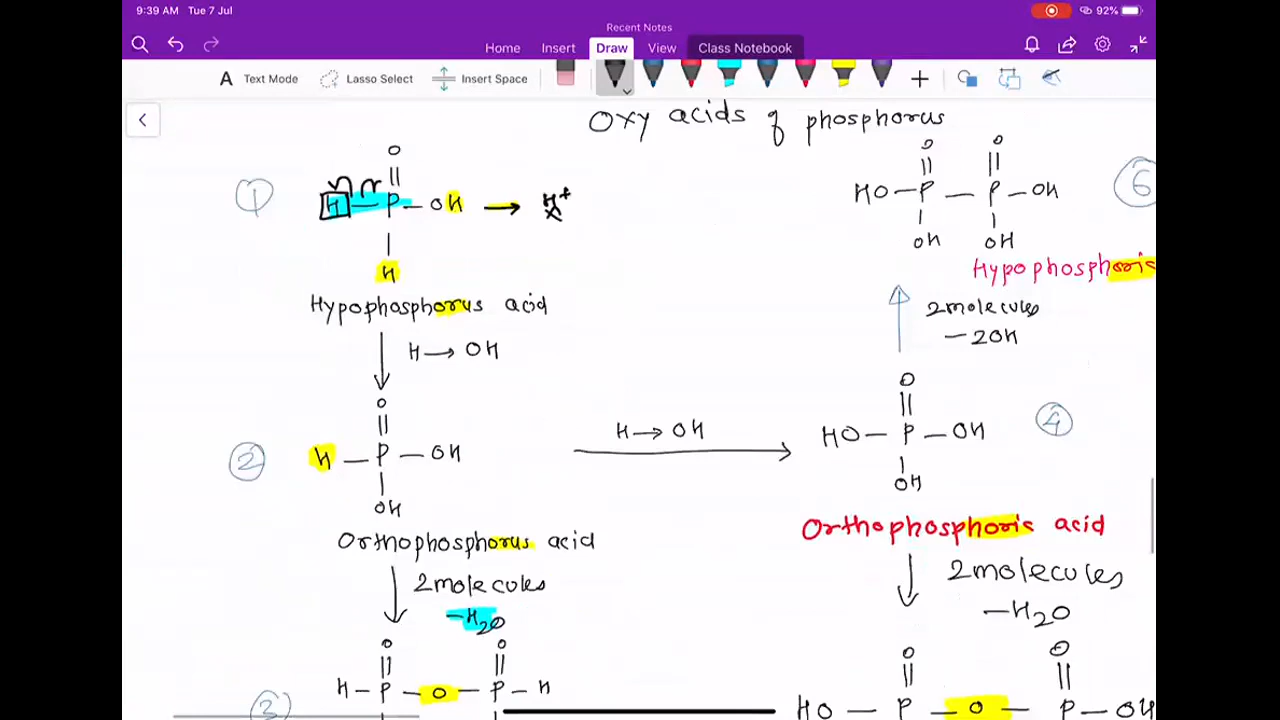 9:39 AM Tue 7 Jul
92%
Recent Notes
Home Insert Draw View Class Notebook
A Text Mode Lasso Select Insert Space
Oxy acids of phosphorus
1
O
H — P — OH → H+
H
Hypophosphorus acid
H → OH
2
O
H — P — OH
OH
Orthophosphorus acid
2 molecules
-H2O
3
O O
H — P — O — P — H
H → OH
6
O O
HO — P — P — OH
OH OH
Hypophosphoric
2 molecules
- 2OH
4
O
HO — P — OH
OH
Orthophosphoric acid
2 molecules
- H2O
O O
HO P — O — P — OH